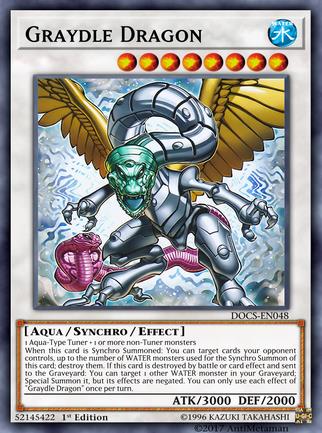 GRAYDLE DRAGON
WATER
水
DOCS-EN048
[AQUA / SYNCHRO / EFFECT]
1 Aqua-Type Tuner + 1 or more non-Tuner monsters
When this card is Synchro Summoned: You can target cards your opponent
controls, up to the number of WATER monsters used for the Synchro Summon of
this card; destroy them. If this card is destroyed by battle or card effect and sent
to the Graveyard: You can target 1 other WATER monster in your Graveyard;
Special Summon it, but its effects are negated. You can only use each effect of
"Graydle Dragon" once per turn.
ATK/3000 DEF/2000
52145422 1st Edition ©1996 KAZUKI TAKAHASHI
©2017 AntiMetaman